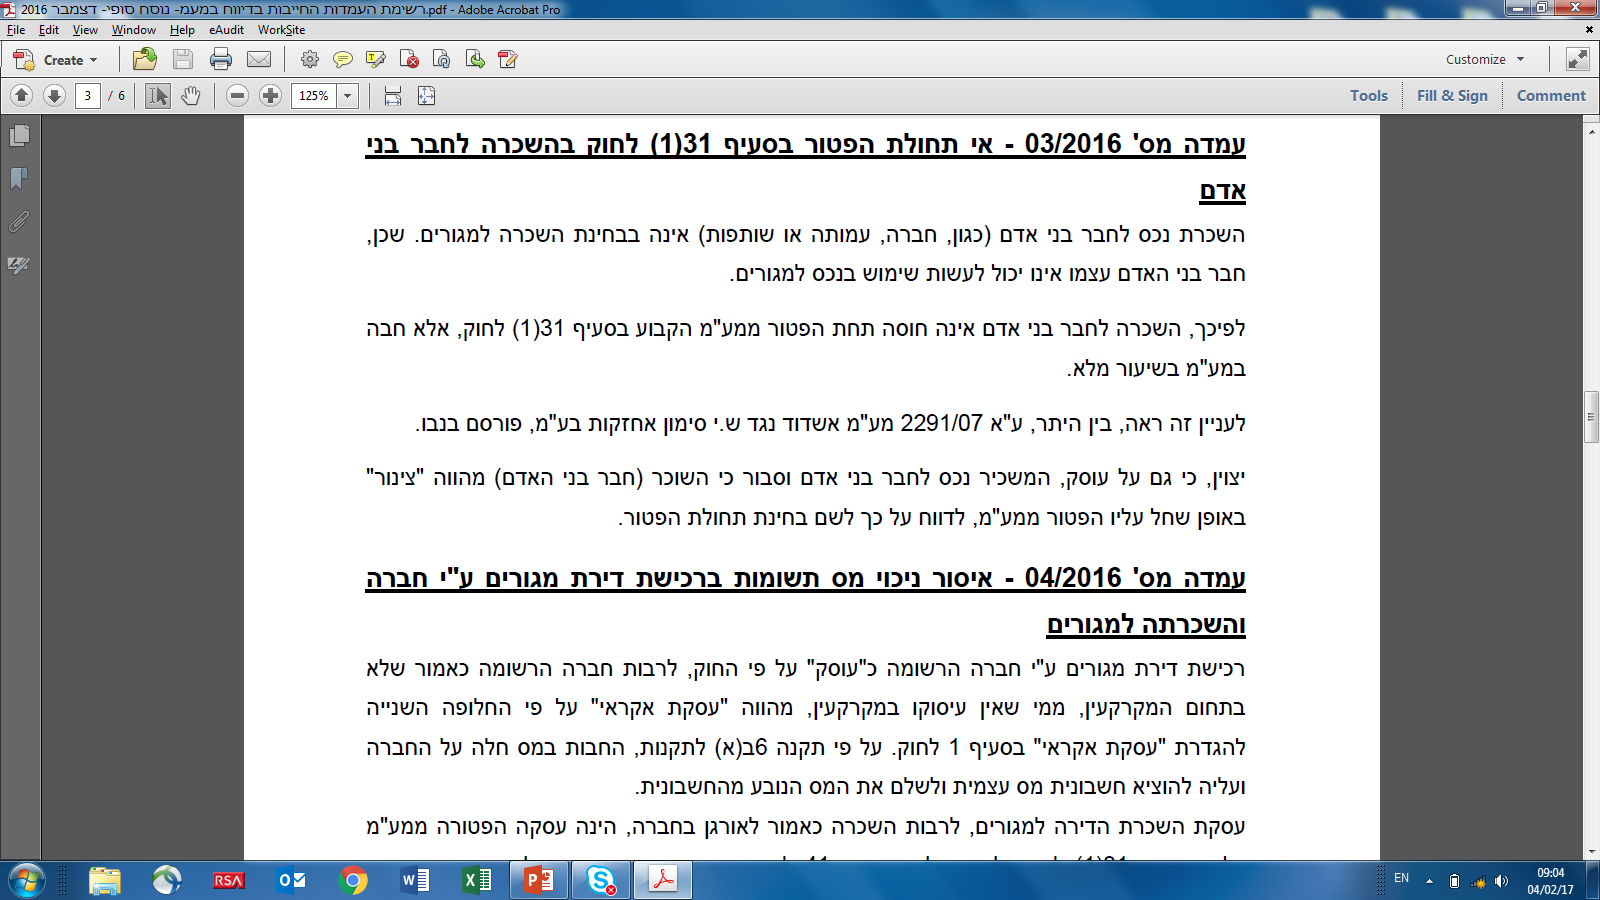 רשימת העמדות החייבות בדיווח במעמ- נוסח סופי- דצמבר 2016.pdf - Adobe Acrobat Pro
File Edit View Window Help eAudit WorkSite
Create Customize
3 / 6 125% Tools Fill & Sign Comment
עמדה מס' 03/2016 - אי תחולת הפטור בסעיף 31(1) לחוק בהשכרה לחבר בני
אדם
השכרת נכס לחבר בני אדם (כגון, חברה, עמותה או שותפות) אינה בבחינת השכרה למגורים. שכן,
חבר בני האדם עצמו אינו יכול לעשות שימוש בנכס למגורים.
לפיכך, השכרה לחבר בני אדם אינה חוסה תחת הפטור ממע"מ הקבוע בסעיף 31(1) לחוק, אלא חבה
במע"מ בשיעור מלא.
לעניין זה ראה, בין היתר, ע"א 2291/07 מע"מ אשדוד נגד ש.י סימון אחזקות בע"מ, פורסם בנבו.
יצוין, כי גם על עוסק, המשכיר נכס לחבר בני אדם וסבור כי השוכר (חבר בני האדם) מהווה "צינור"
באופן שחל עליו הפטור ממע"מ, לדווח על כך לשם בחינת תחולת הפטור.
עמדה מס' 04/2016 - איסור ניכוי מס תשומות ברכישת דירת מגורים ע"י חברה
והשכרתה למגורים
רכישת דירת מגורים ע"י חברה הרשומה כ"עוסק" על פי החוק, לרבות חברה הרשומה כאמור שלא
בתחום המקרקעין, ממי שאין עיסוקו במקרקעין, מהווה "עסקת אקראי" על פי החלופה השנייה
להגדרת "עסקת אקראי" בסעיף 1 לחוק. על פי תקנה 6ב(א) לתקנות, החבות במס חלה על החברה
ועליה להוציא חשבונית מס עצמית ולשלם את המס הנובע מהחשבונית.
עסקת השכרת הדירה למגורים, לרבות השכרה כאמור לאורגן בחברה, הינה עסקה הפטורה ממע"מ
RSA EN 09:04
04/02/17